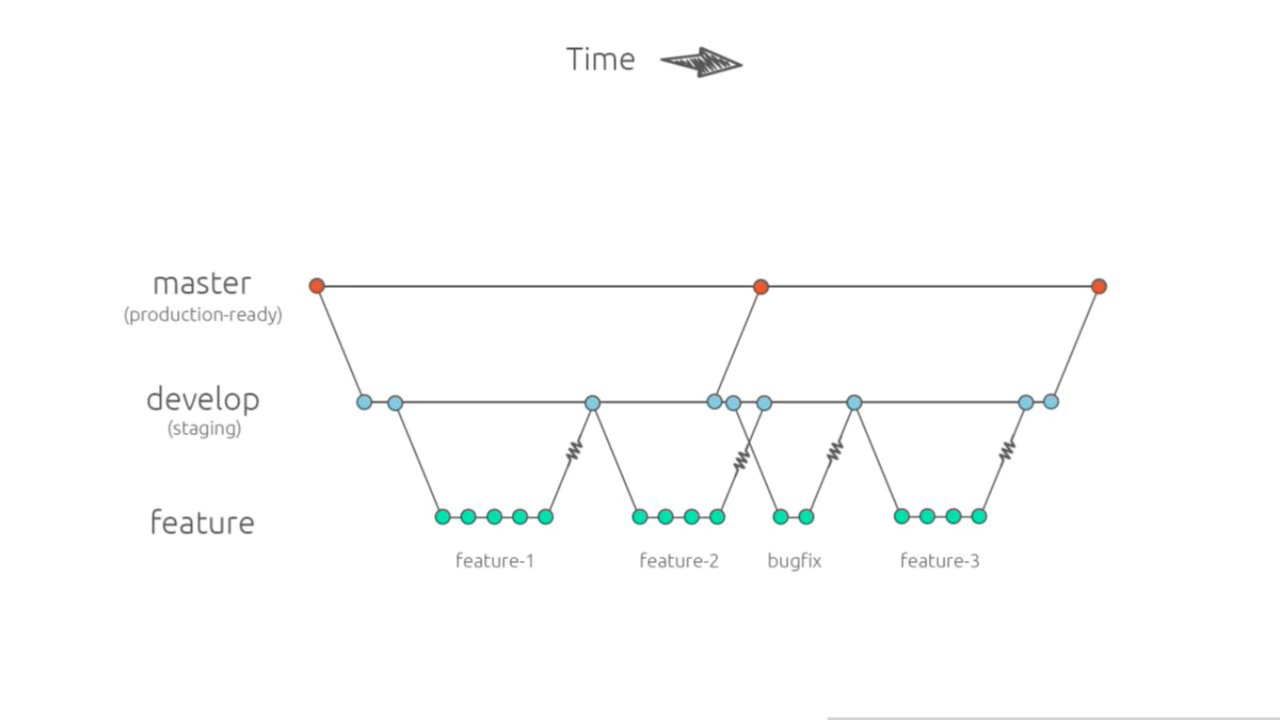 Time
master
(production-ready)
develop
(staging)
feature
feature-1
feature-2
bugfix
feature-3